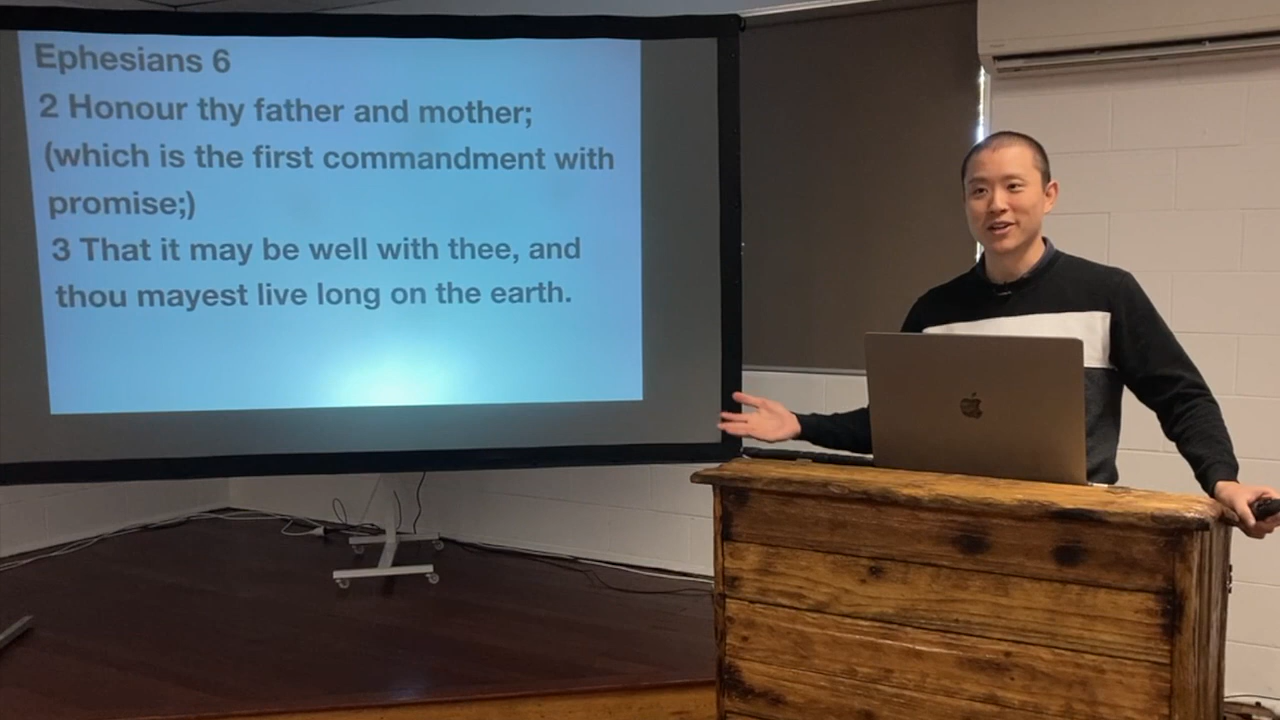 Ephesians 6
2 Honour thy father and mother;
(which is the first commandment with
promise;)
3 That it may be well with thee, and
thou mayest live long on the earth.